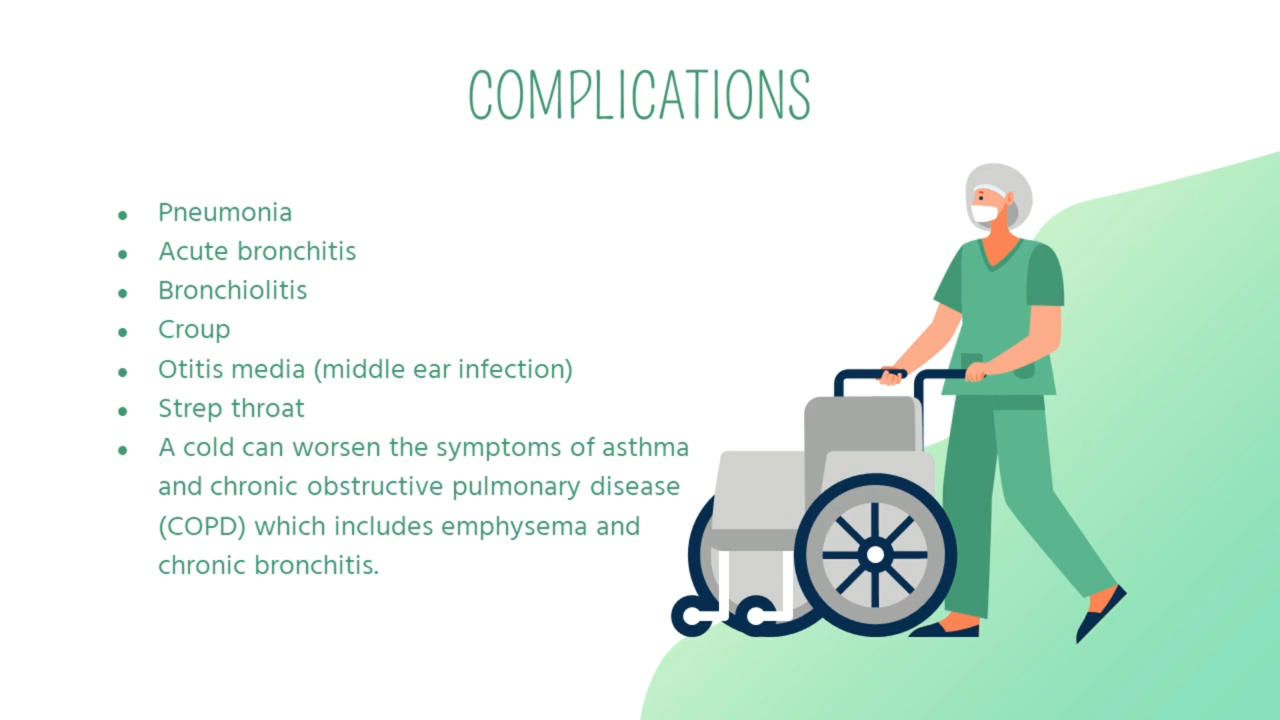 COMPLICATIONS
● Pneumonia
● Acute bronchitis
● Bronchiolitis
● Croup
● Otitis media (middle ear infection)
● Strep throat
● A cold can worsen the symptoms of asthma
and chronic obstructive pulmonary disease
(COPD) which includes emphysema and
chronic bronchitis.